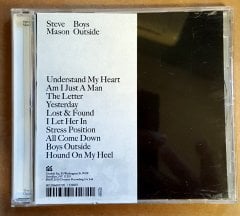 Steve Boys
Mason Outside
Understand My Heart
Am I Just A Man
The Letter
Yesterday
Lost & Found
I Let Her In
Stress Position
All Come Down
Boys Outside
Hound On My Heel